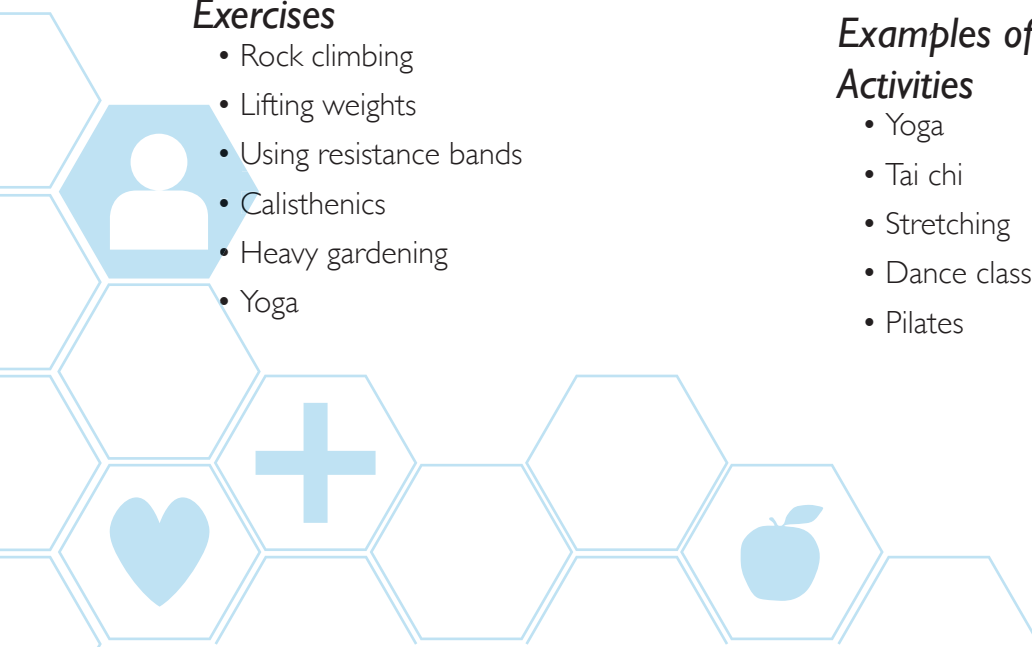 Exercises
• Rock climbing
• Lifting weights
• Using resistance bands
• Calisthenics
• Heavy gardening
• Yoga
Examples of
Activities
• Yoga
• Tai chi
• Stretching
• Dance class
• Pilates